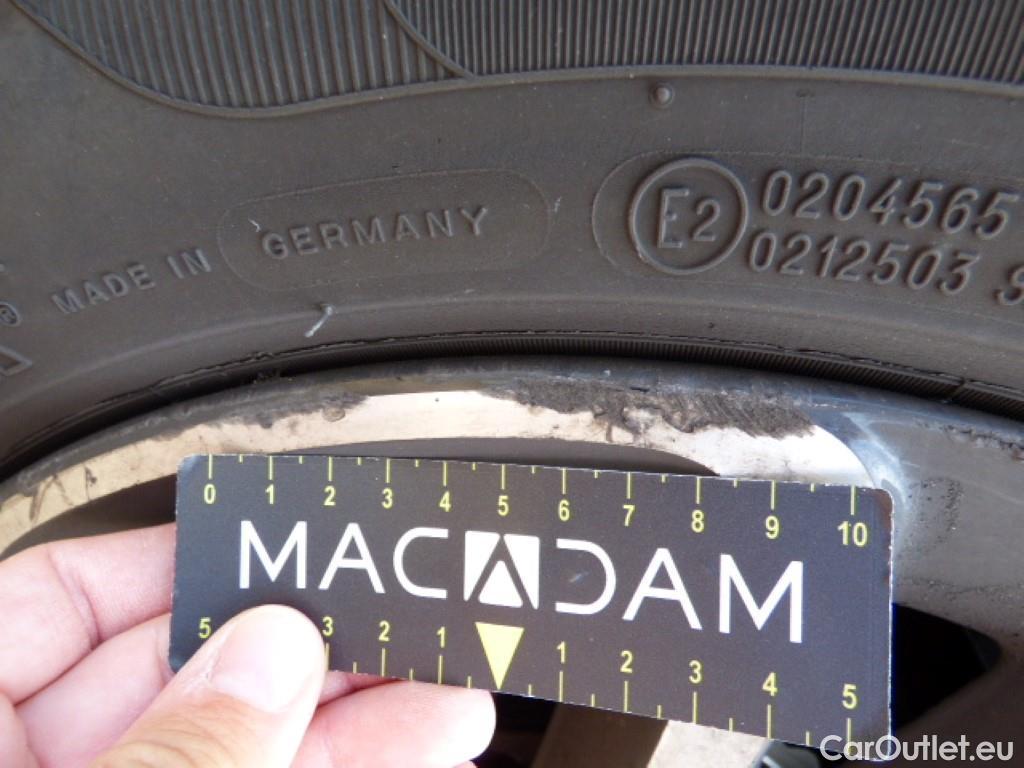 MADE IN GERMANY
E2 0204565
0212503 S
®
0 1 2 3 4 5 6 7 8 9 10
MACADAM
5 3 2 1 1 2 3 4 5
CarOutlet.eu